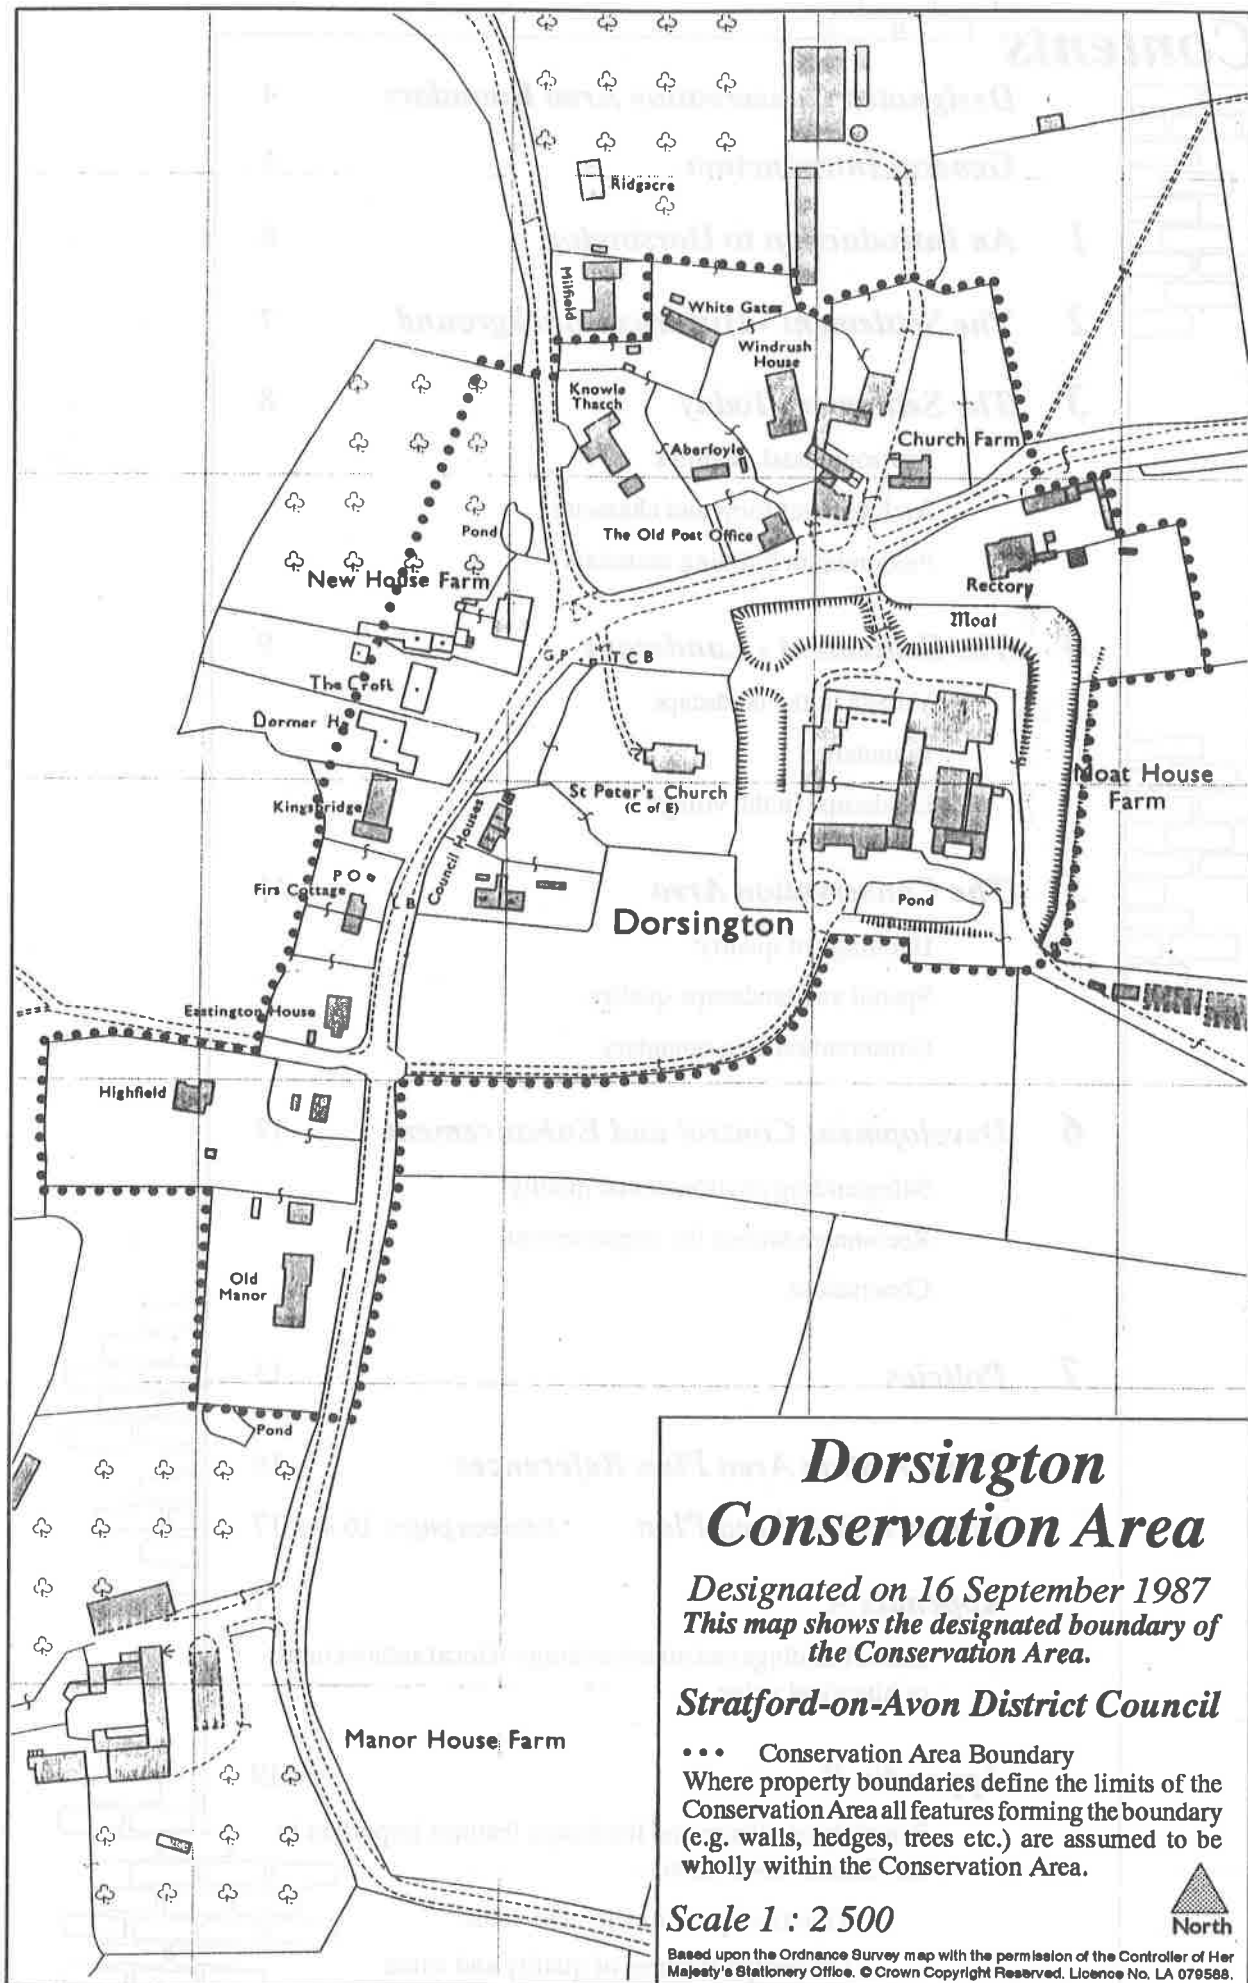 Ridgacre
Milfield
White Gates
Windrush
House
Knowle
Thatch
Aberfoyle
Church Farm
Pond
The Old Post Office
New House Farm
Rectory
Moat
G P
T C B
The Croft
Dormer H
St Peter's Church
(C of E)
Moat House
Farm
Kingsbridge
Council Houses
P O
Firs Cottage
L B
Dorsington
Pond
Eastington House
Highfield
Old
Manor
Pond
Manor House Farm
Dorsington
Conservation Area
Designated on 16 September 1987
This map shows the designated boundary of
the Conservation Area.
Stratford-on-Avon District Council
• • • Conservation Area Boundary
Where property boundaries define the limits of the
Conservation Area all features forming the boundary
(e.g. walls, hedges, trees etc.) are assumed to be
wholly within the Conservation Area.
Scale 1 : 2 500
North
Based upon the Ordnance Survey map with the permission of the Controller of Her
Majesty's Stationery Office. © Crown Copyright Reserved. Licence No. LA 079588.